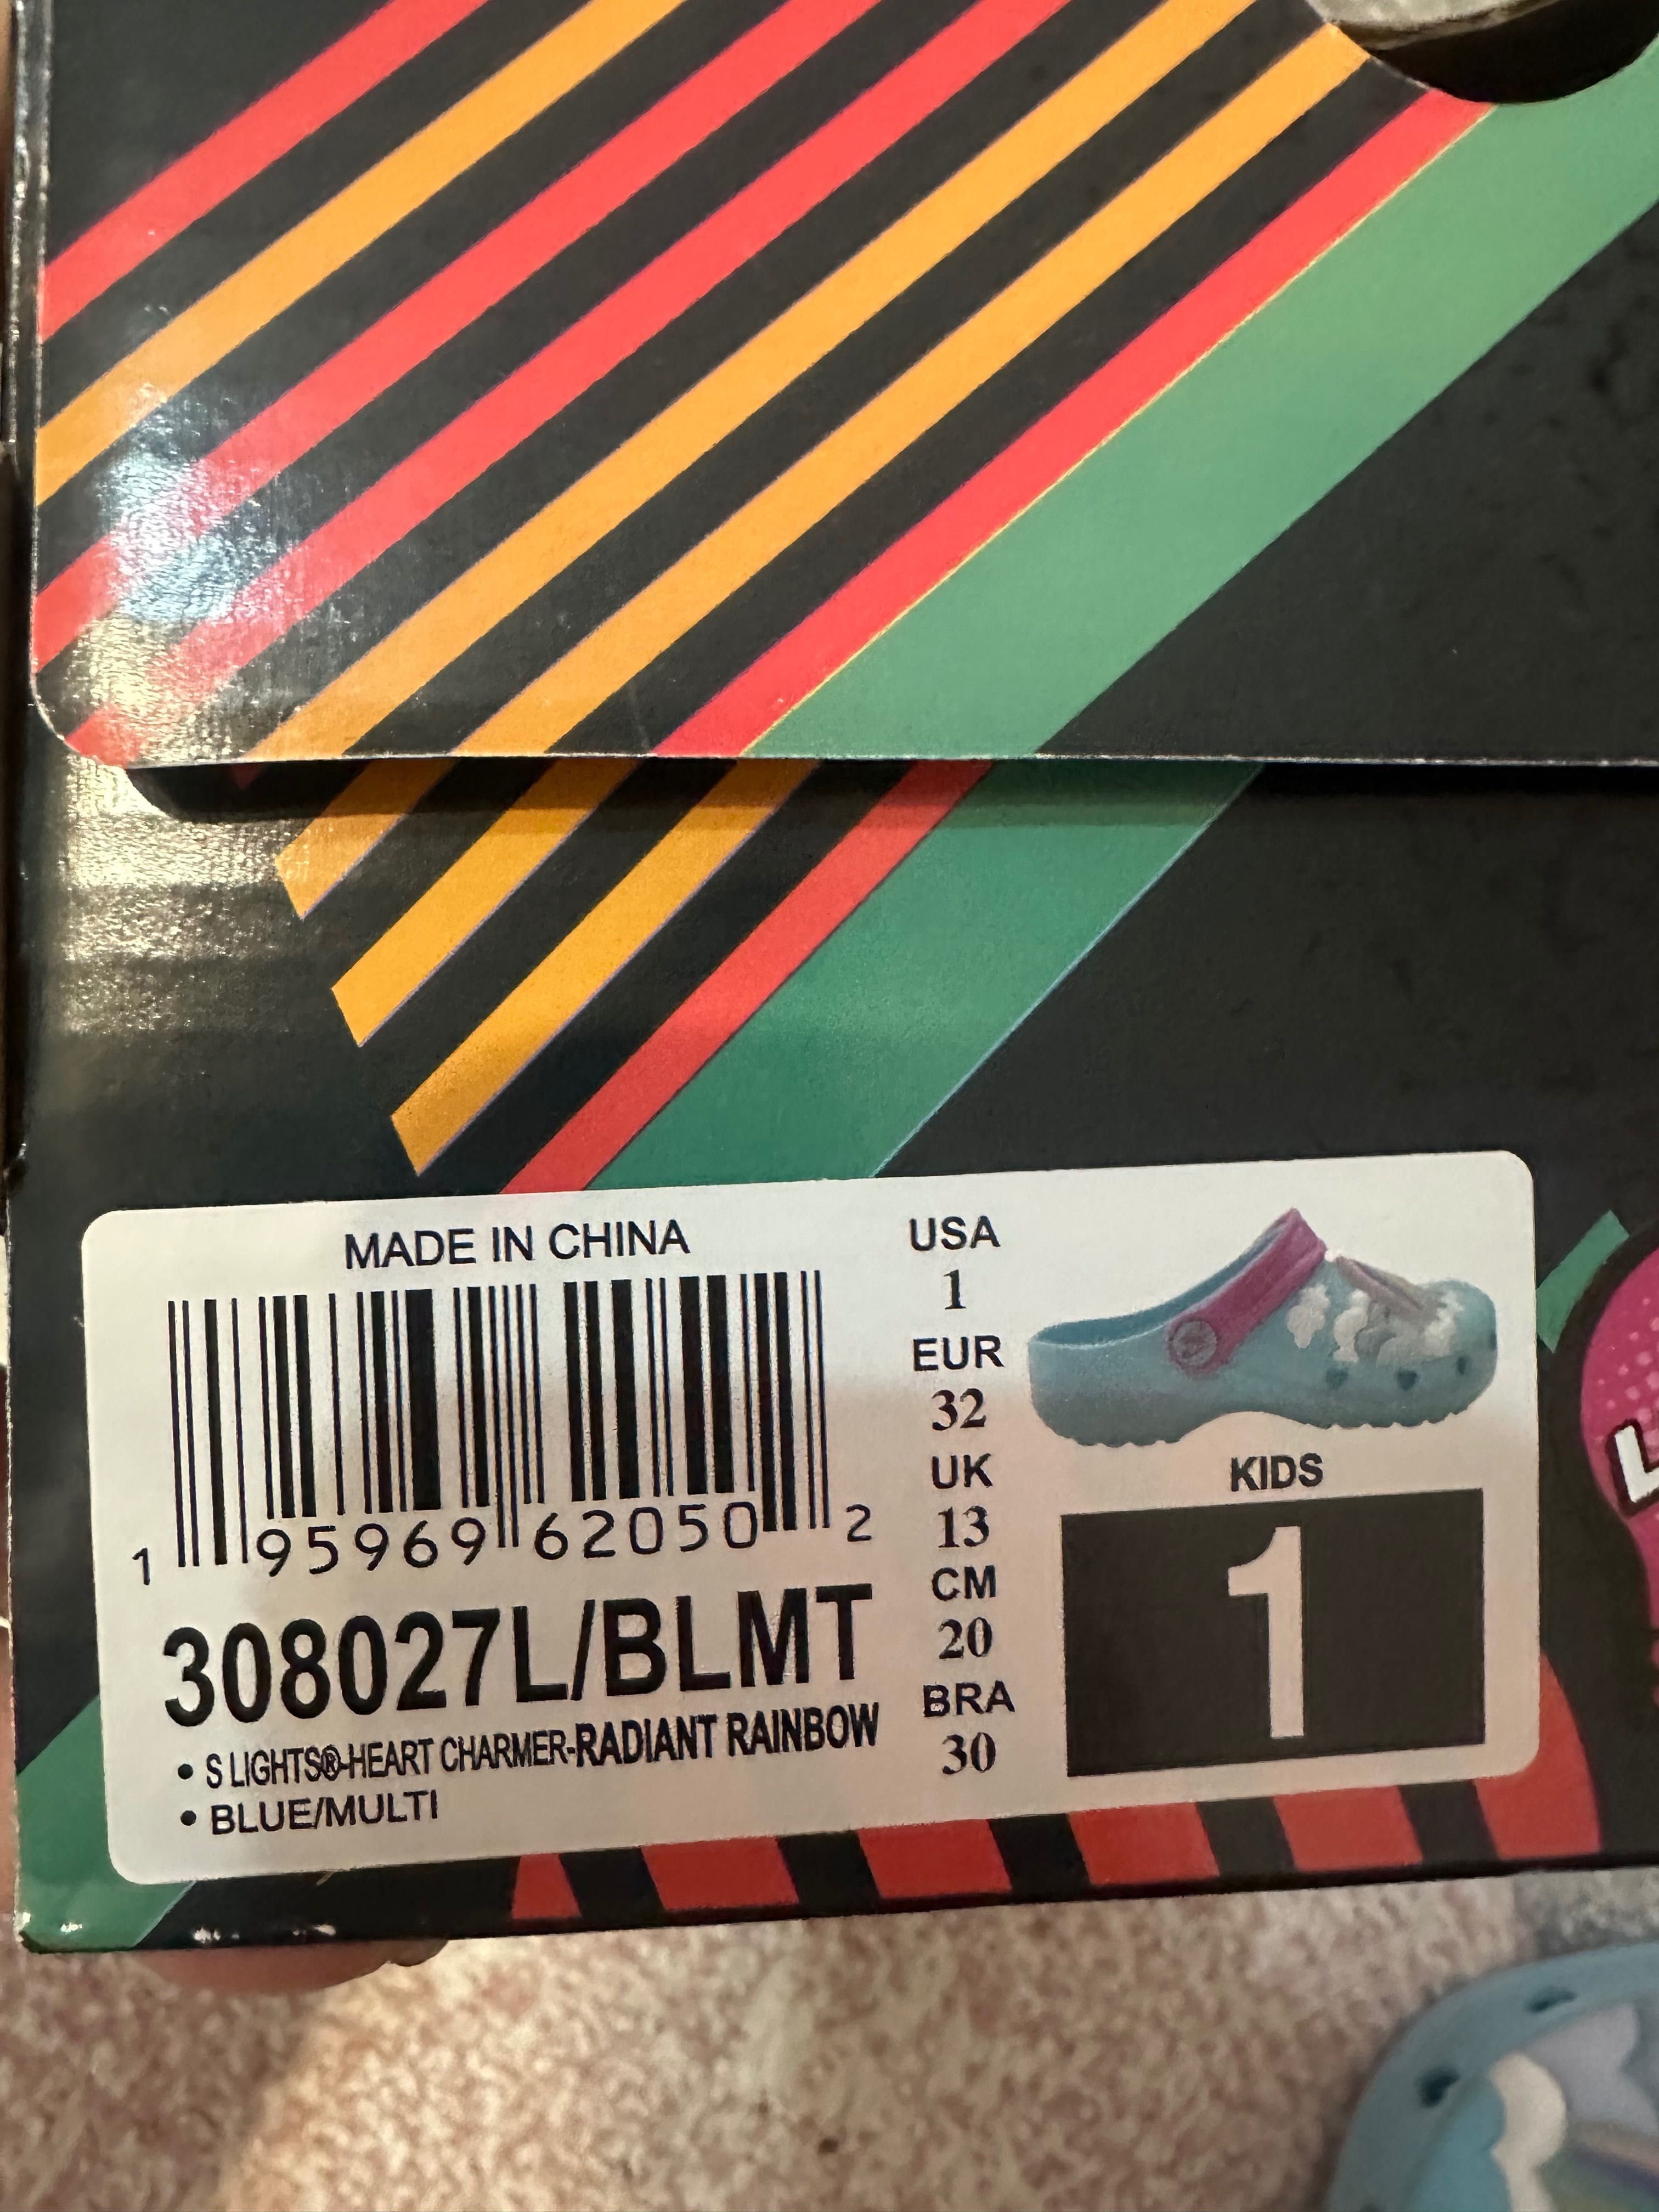 MADE IN CHINA
1 95969 62050 2
308027L/BLMT
• S LIGHTS®-HEART CHARMER-RADIANT RAINBOW
• BLUE/MULTI
USA
1
EUR
32
UK
13
CM
20
BRA
30
KIDS
1
L